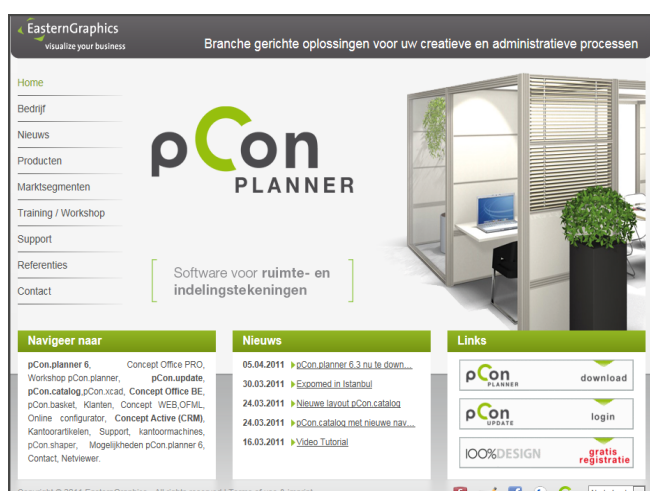 EasternGraphics
visualize your business
Branche gerichte oplossingen voor uw creatieve en administratieve processen
Home
Bedrijf
Nieuws
Producten
Marktsegmenten
Training / Workshop
Support
Referenties
Contact
pCon
PLANNER
Software voor ruimte- en
indelingstekeningen
Navigeer naar
pCon.planner 6, Concept Office PRO,
Workshop pCon.planner, pCon.update,
pCon.catalog,pCon.xcad, Concept Office BE,
pCon.basket, Klanten, Concept WEB,OFML,
Online configurator, Concept Active (CRM),
Kantoorartikelen, Support, kantoormachines,
pCon.shaper, Mogelijkheden pCon.planner 6,
Contact, Netviewer.
Nieuws
05.04.2011 pCon.planner 6.3 nu te down...
30.03.2011 Expomed in Istanbul
24.03.2011 Nieuwe layout pCon.catalog
24.03.2011 pCon.catalog met nieuwe nav...
16.03.2011 Video Tutorial
Links
pCon PLANNER download
pCon UPDATE login
100%DESIGN gratis registratie